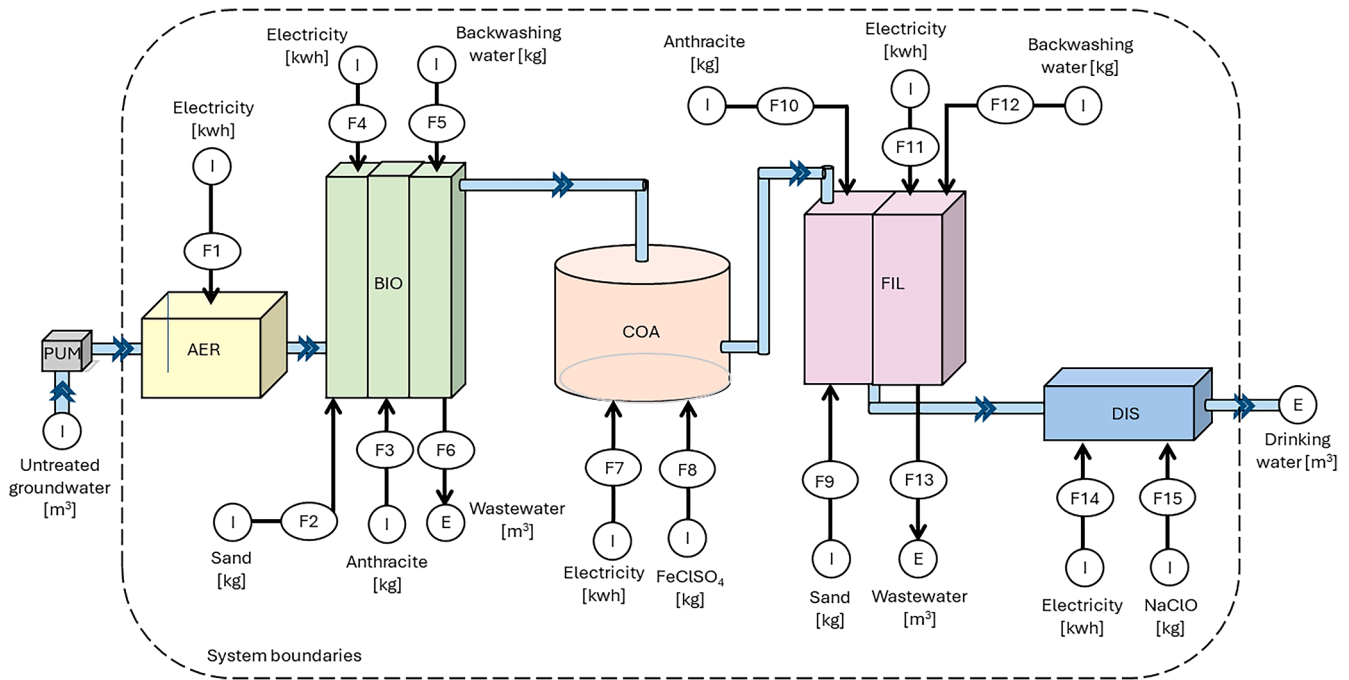 Electricity
[kwh]
Backwashing
water [kg]
Anthracite
[kg]
Electricity
[kwh]
Backwashing
water [kg]
Electricity
[kwh]
I
I
I
I
I
I
I
F4
F5
F10
F11
F12
F1
BIO
COA
FIL
PUM
AER
DIS
I
Untreated
groundwater
[m³]
E
Drinking
water [m³]
F2
F3
F6
F7
F8
F9
F13
F14
F15
I
Sand
[kg]
I
Anthracite
[kg]
E
Wastewater
[m³]
I
Electricity
[kwh]
I
FeClSO₄
[kg]
I
Sand
[kg]
E
Wastewater
[m³]
I
Electricity
[kwh]
I
NaClO
[kg]
System boundaries